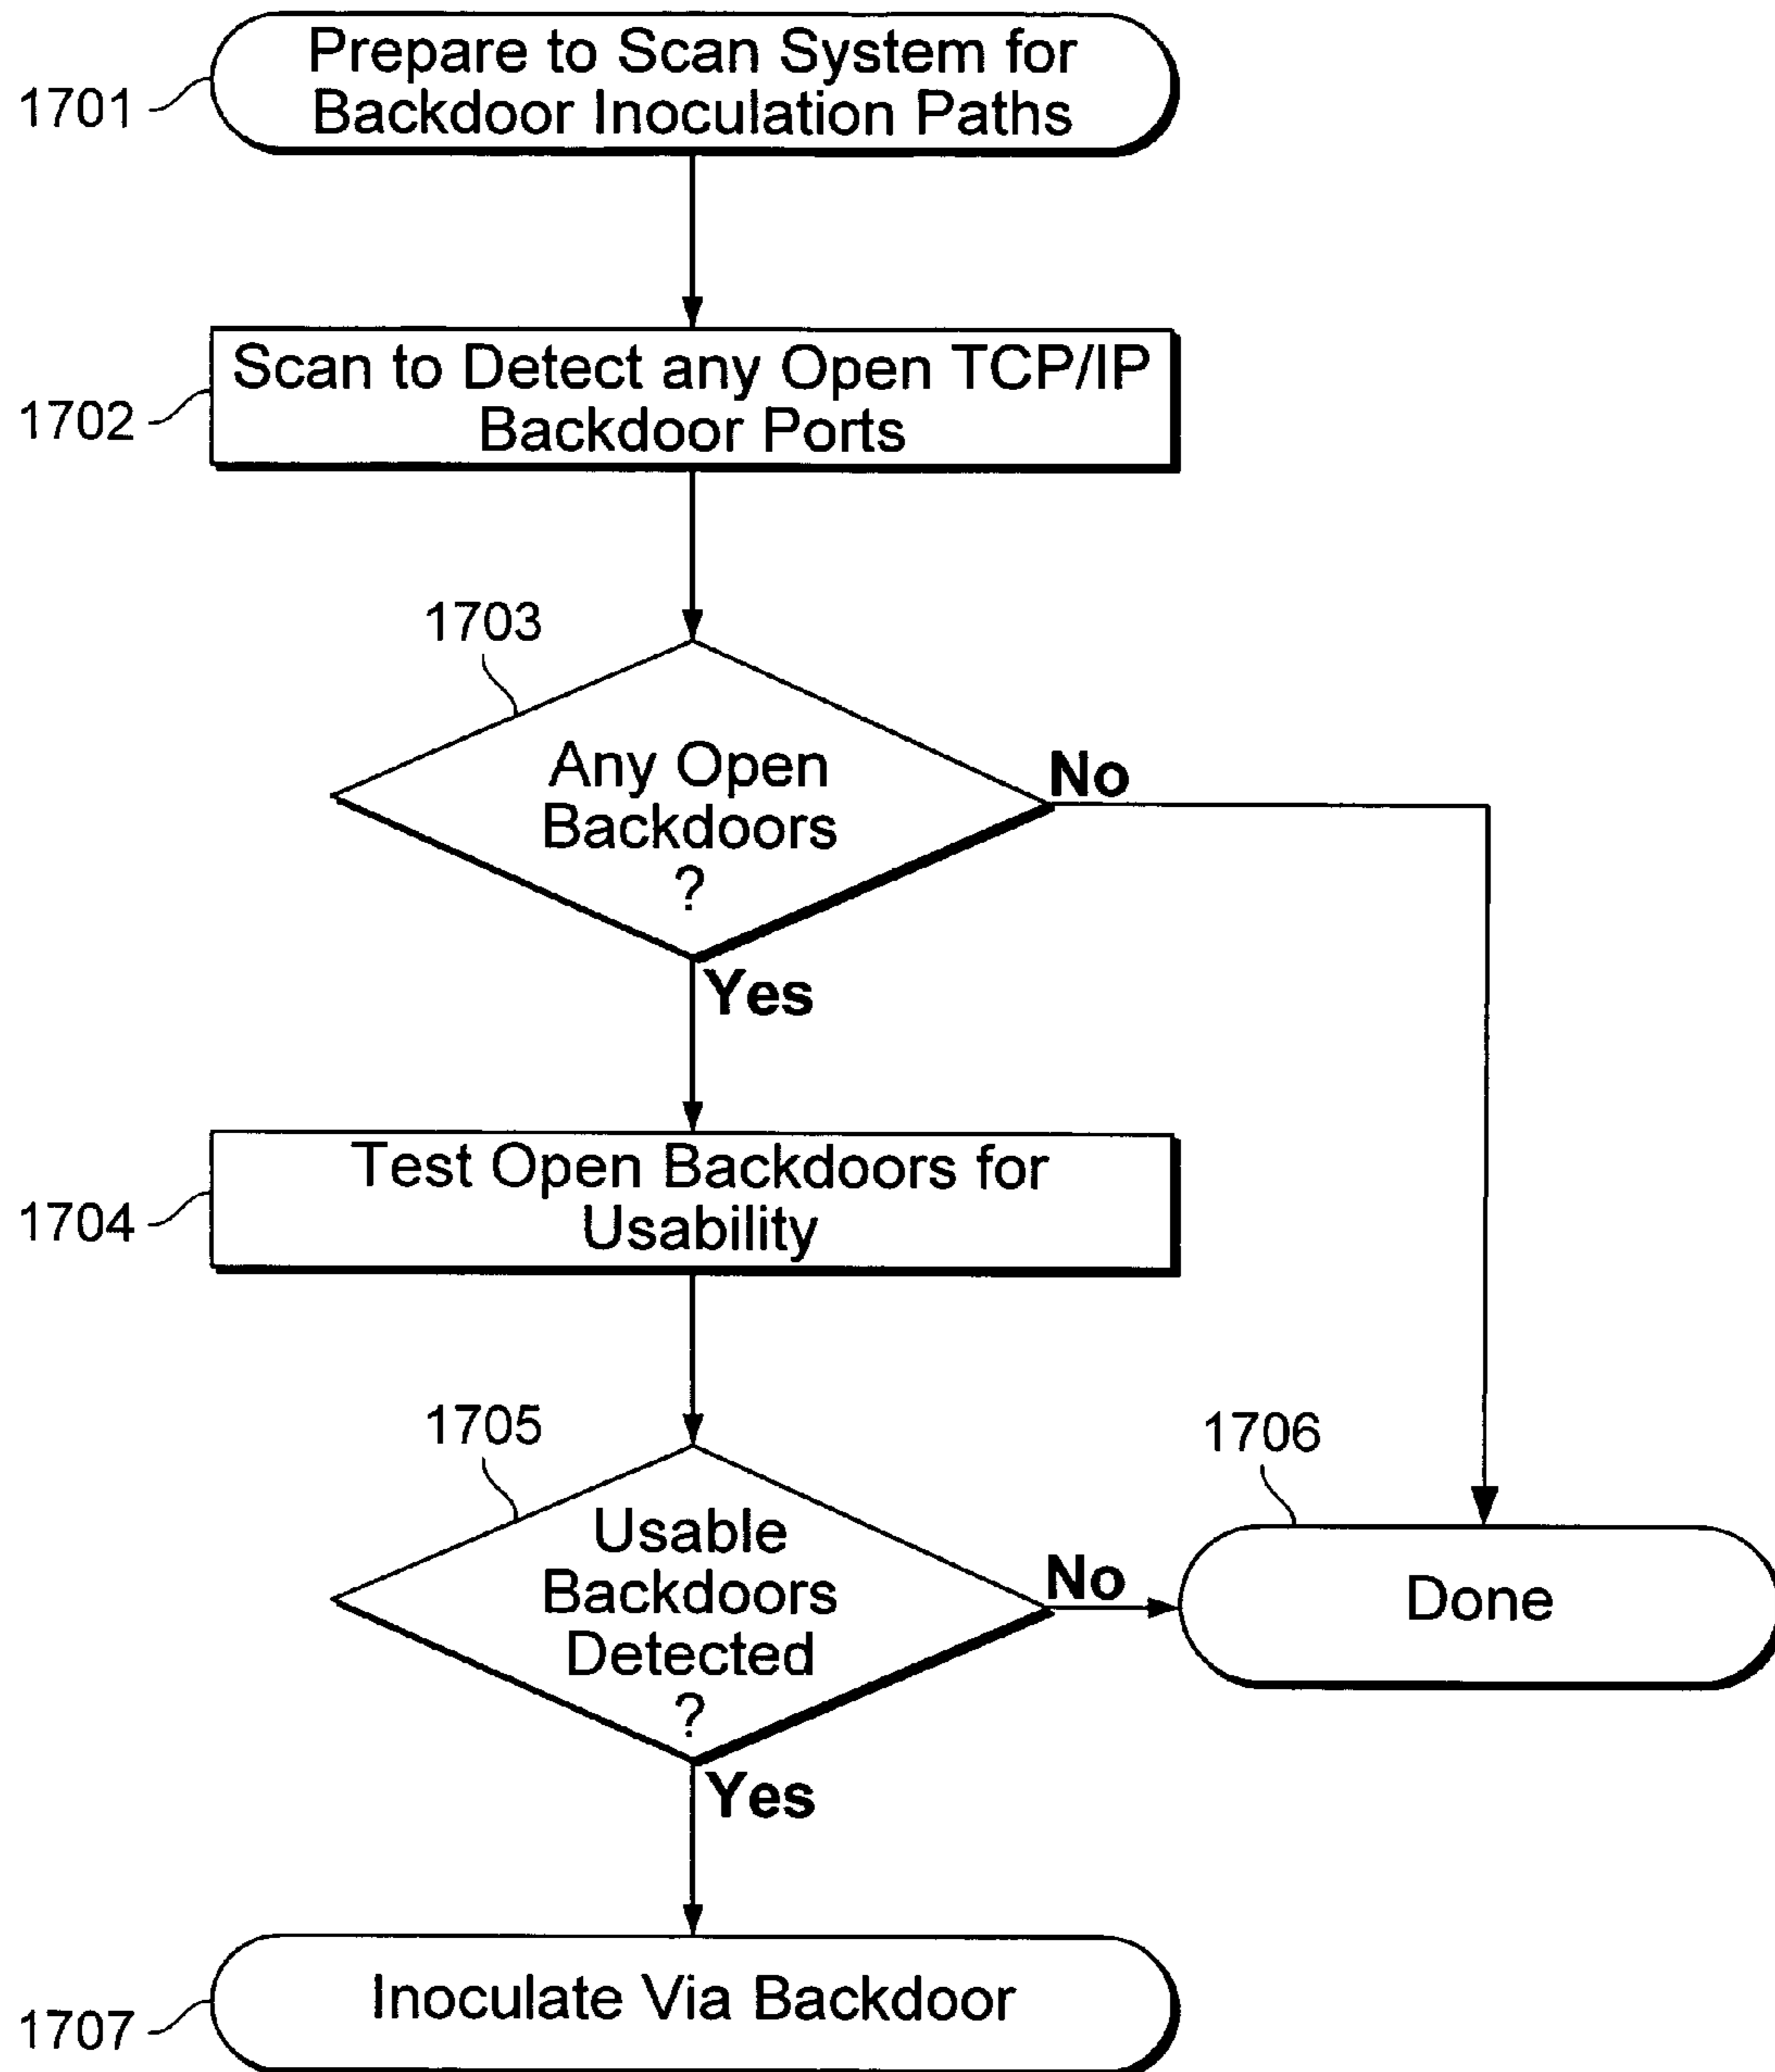 Prepare to Scan System for
Backdoor Inoculation Paths
1701
Scan to Detect any Open TCP/IP
Backdoor Ports
1702
1703
Any Open
Backdoors
?
No
Yes
Test Open Backdoors for
Usability
1704
1705
Usable
Backdoors
Detected
?
No
1706
Done
Yes
Inoculate Via Backdoor
1707